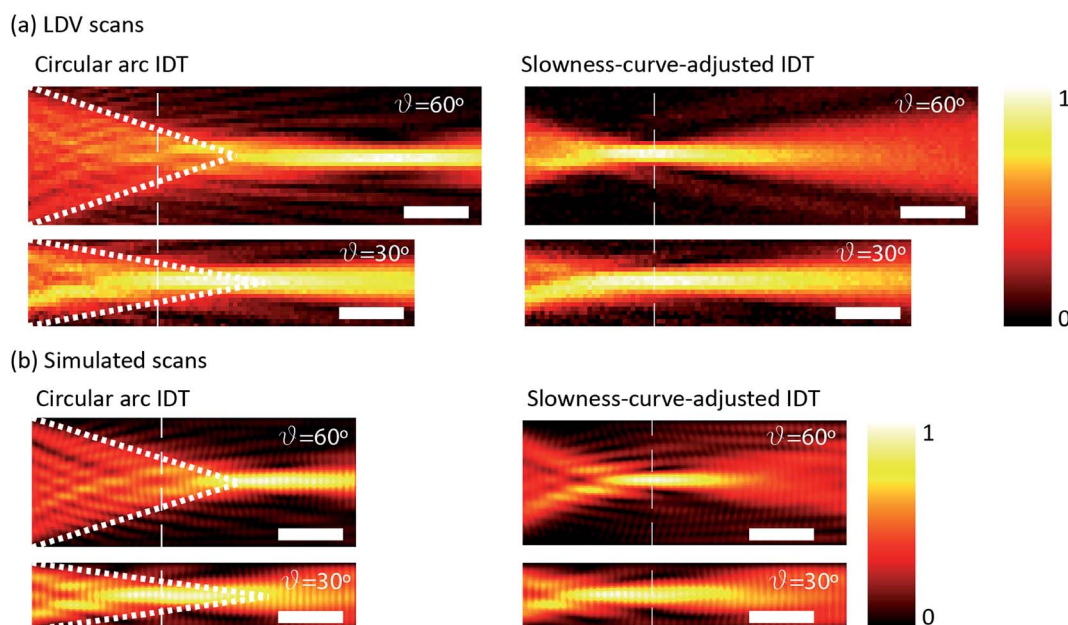 (a) LDV scans
Circular arc IDT
Slowness-curve-adjusted IDT
ϑ=60°
ϑ=60°
1
ϑ=30°
ϑ=30°
0
(b) Simulated scans
Circular arc IDT
Slowness-curve-adjusted IDT
ϑ=60°
ϑ=60°
1
ϑ=30°
ϑ=30°
0